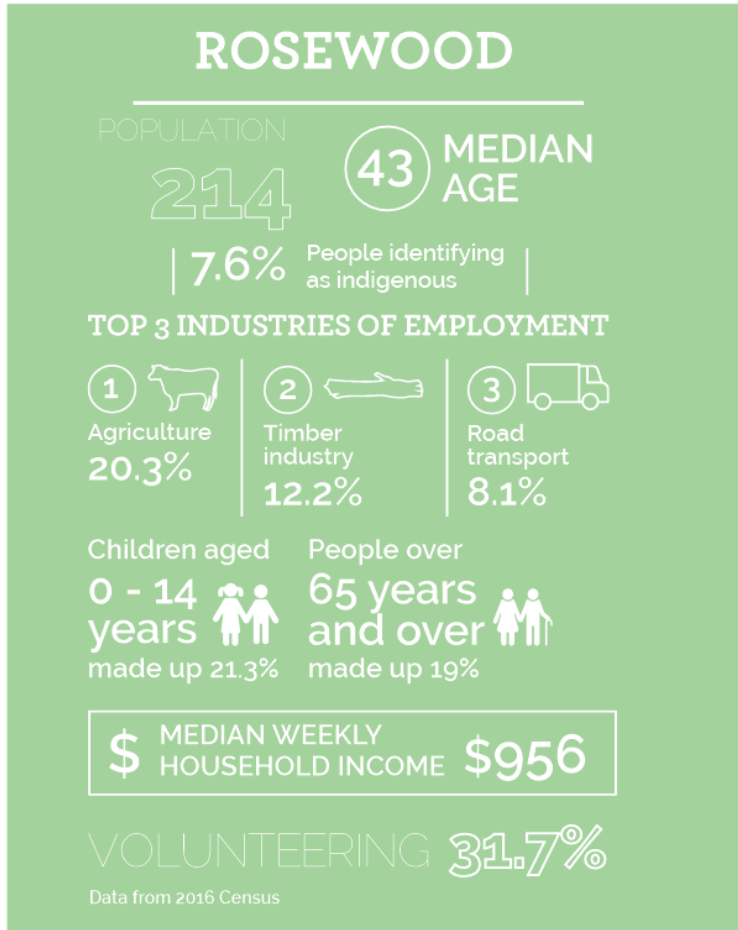 ROSEWOOD
POPULATION
214
43
MEDIAN
AGE
7.6%
People identifying
as indigenous
TOP 3 INDUSTRIES OF EMPLOYMENT
1
Agriculture
20.3%
2
Timber
industry
12.2%
3
Road
transport
8.1%
Children aged
0 - 14
years
made up 21.3%
People over
65 years
and over
made up 19%
$
MEDIAN WEEKLY
HOUSEHOLD INCOME
$956
VOLUNTEERING 31.7%
Data from 2016 Census